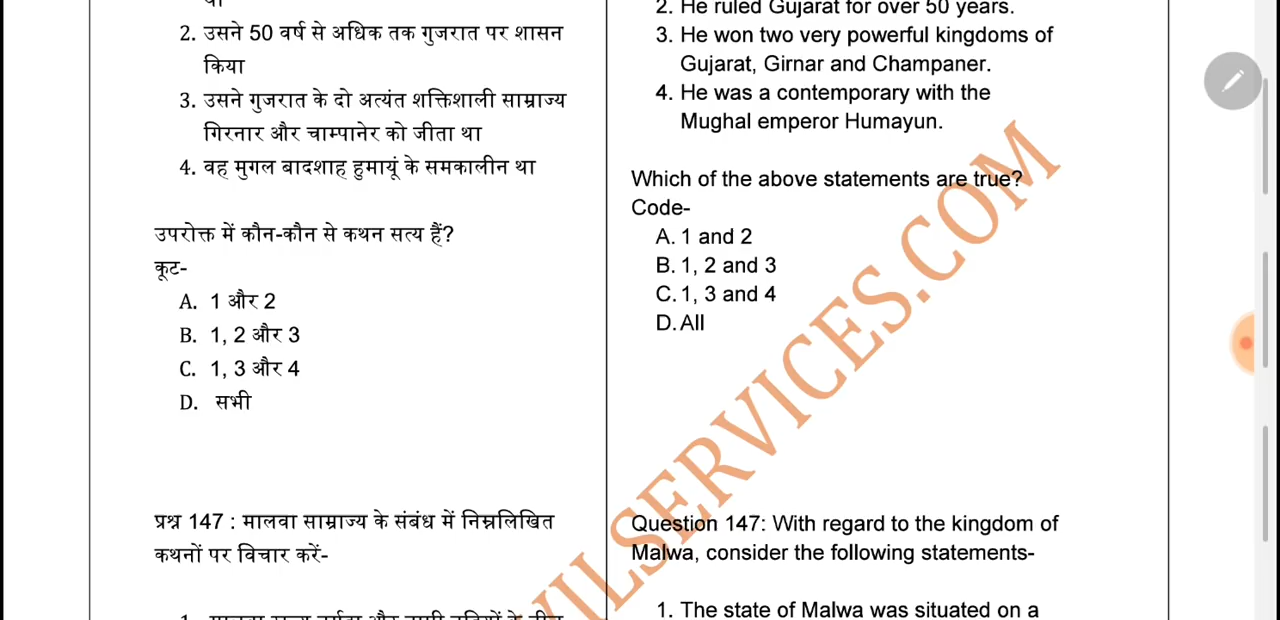 2. उसने 50 वर्ष से अधिक तक गुजरात पर शासन
किया
3. उसने गुजरात के दो अत्यंत शक्तिशाली साम्राज्य
गिरनार और चाम्पानेर को जीता था
4. वह मुगल बादशाह हुमायूं के समकालीन था
उपरोक्त में कौन-कौन से कथन सत्य हैं?
कूट-
A. 1 और 2
B. 1, 2 और 3
C. 1, 3 और 4
D. सभी
प्रश्न 147 : मालवा साम्राज्य के संबंध में निम्नलिखित
कथनों पर विचार करें-
2. He ruled Gujarat for over 50 years.
3. He won two very powerful kingdoms of
Gujarat, Girnar and Champaner.
4. He was a contemporary with the
Mughal emperor Humayun.
Which of the above statements are true?
Code-
A. 1 and 2
B. 1, 2 and 3
C. 1, 3 and 4
D. All
Question 147: With regard to the kingdom of
Malwa, consider the following statements-
1. The state of Malwa was situated on a
VILSERVICES.COM